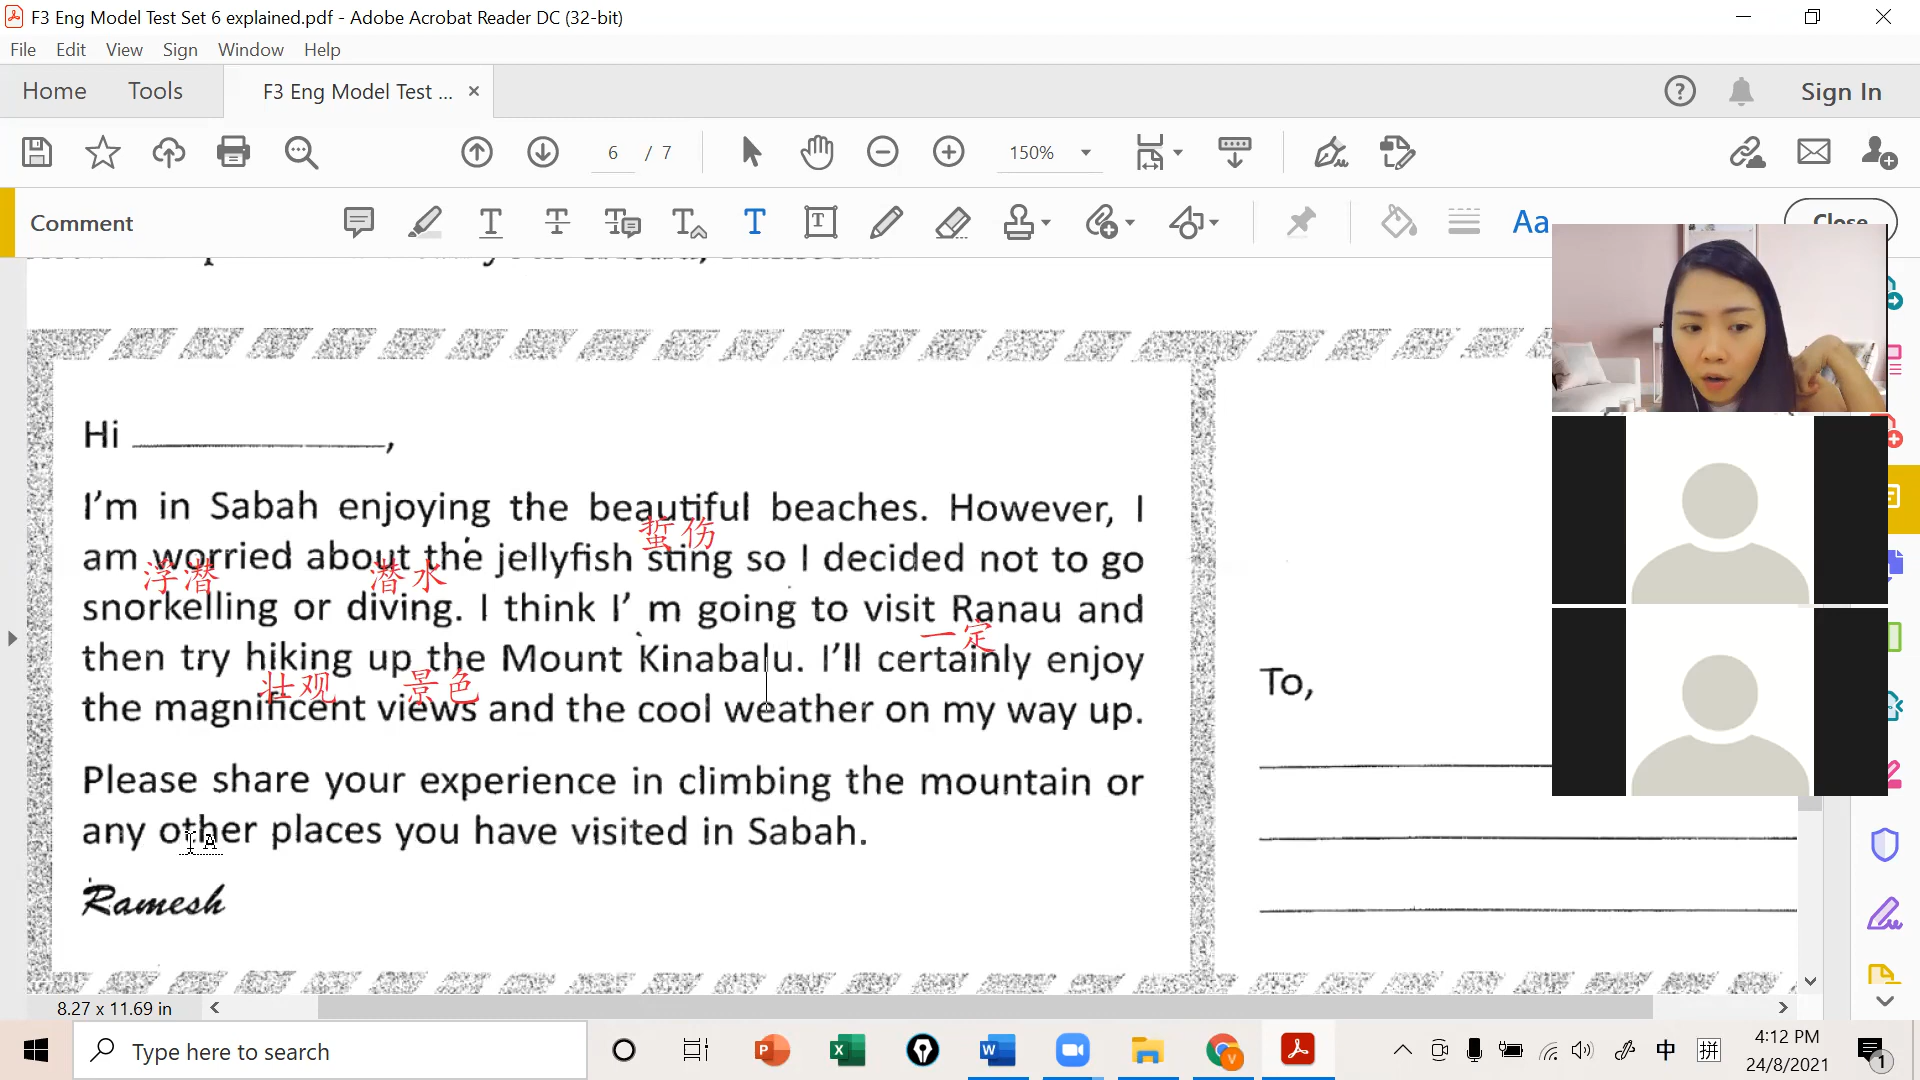 F3 Eng Model Test Set 6 explained.pdf - Adobe Acrobat Reader DC (32-bit)
File Edit View Sign Window Help
Home Tools F3 Eng Model Test ... × Sign In
6 / 7 150%
Comment Aa Close
Hi ____________,
I'm in Sabah enjoying the beautiful beaches. However, I
蜇伤
am worried about the jellyfish sting so I decided not to go
浮潜 潜水
snorkelling or diving. I think I' m going to visit Ranau and
一定
then try hiking up the Mount Kinabalu. I'll certainly enjoy
壮观 景色
the magnificent views and the cool weather on my way up.
Please share your experience in climbing the mountain or
any other places you have visited in Sabah.
Ramesh
To,
8.27 x 11.69 in
Type here to search
中 拼
4:12 PM
24/8/2021
1